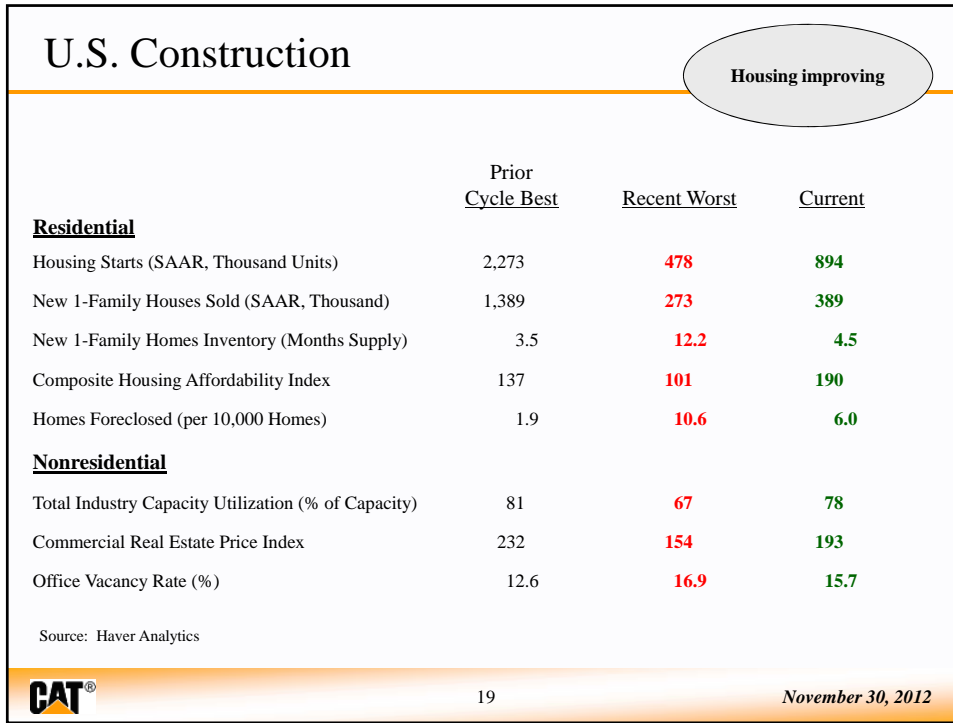 U.S. Construction
Housing improving
Prior
Cycle Best Recent Worst Current
Residential
Housing Starts (SAAR, Thousand Units) 2,273 478 894
New 1-Family Houses Sold (SAAR, Thousand) 1,389 273 389
New 1-Family Homes Inventory (Months Supply) 3.5 12.2 4.5
Composite Housing Affordability Index 137 101 190
Homes Foreclosed (per 10,000 Homes) 1.9 10.6 6.0
Nonresidential
Total Industry Capacity Utilization (% of Capacity) 81 67 78
Commercial Real Estate Price Index 232 154 193
Office Vacancy Rate (%) 12.6 16.9 15.7
Source: Haver Analytics
CAT® 19 November 30, 2012